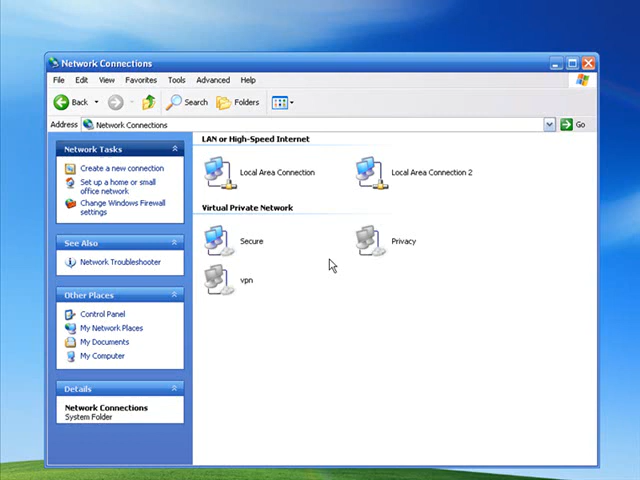 Network Connections
File Edit View Favorites Tools Advanced Help
Back Search Folders
Address Network Connections Go
Network Tasks
Create a new connection
Set up a home or small
office network
Change Windows Firewall
settings
See Also
Network Troubleshooter
Other Places
Control Panel
My Network Places
My Documents
My Computer
Details
Network Connections
System Folder
LAN or High-Speed Internet
Local Area Connection Local Area Connection 2
Virtual Private Network
Secure Privacy
vpn